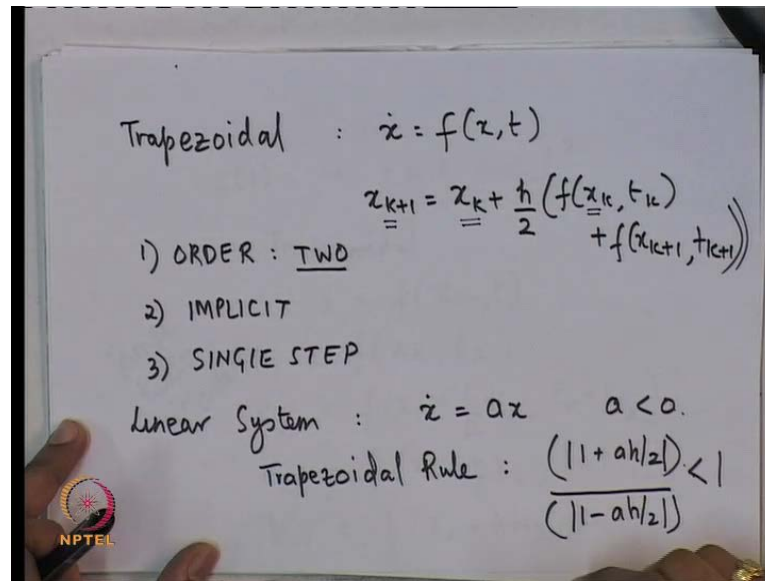 Trapezoidal : ẋ = f(x,t)
x_{k+1} = x_k + h/2 (f(x_k, t_k)
+ f(x_{k+1}, t_{k+1}))
1) ORDER : TWO
2) IMPLICIT
3) SINGLE STEP
Linear System : ẋ = ax a < 0.
Trapezoidal Rule : (|1 + ah/2|) / (|1 - ah/2|) < 1
NPTEL